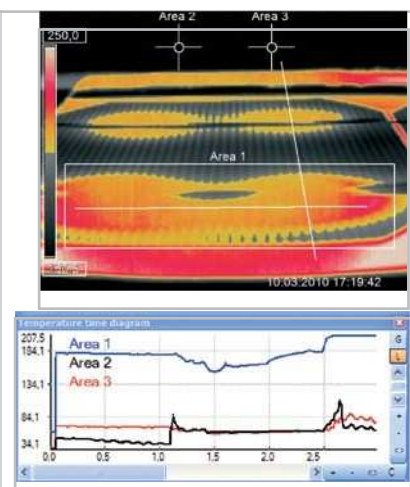 Area 2 Area 3
250,0
Area 1
10.03.2010 17:19:42
Temperature time diagram
207,5
184,1
134,1
84,1
34,1
Area 1
Area 2
Area 3
0,0 0,5 1,0 1,5 2,0 2,5
G
L
C